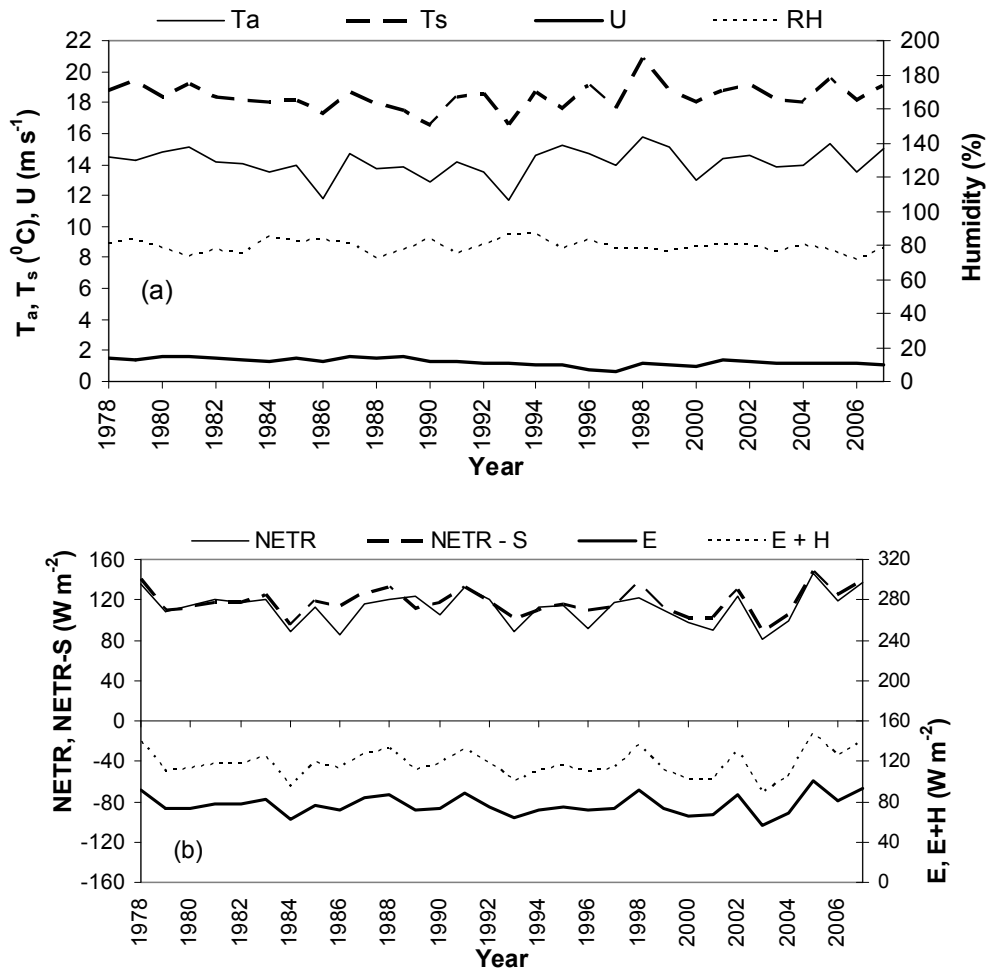 Ta Ts U RH
22 200
20 180
18 160
16 140
14 120
12 100
10 80
8 60
6 40
4 20
2 0
0
Ta, Ts (⁰C), U (m s⁻¹)
Humidity (%)
(a)
1978 1980 1982 1984 1986 1988 1990 1992 1994 1996 1998 2000 2002 2004 2006
Year
NETR NETR - S E E + H
160 320
120 280
80 240
40 200
0 160
-40 120
-80 80
-120 40
-160 0
NETR, NETR-S (W m⁻²)
E, E+H (W m⁻²)
(b)
1978 1980 1982 1984 1986 1988 1990 1992 1994 1996 1998 2000 2002 2004 2006
Year